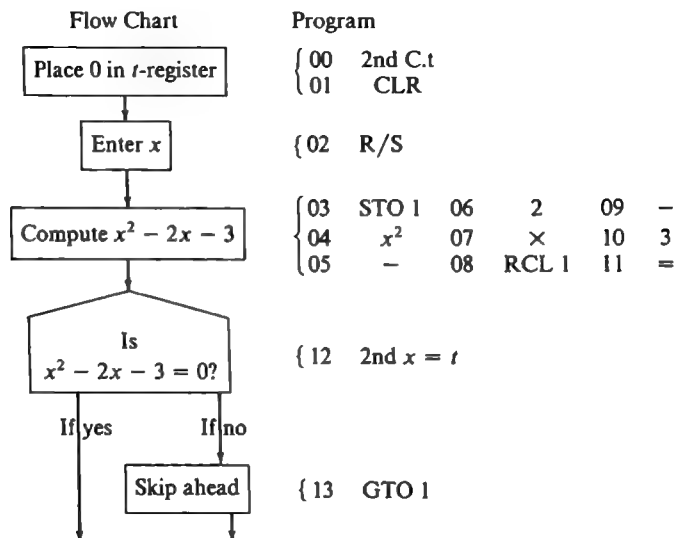 Flow Chart Program
Place 0 in t-register { 00 2nd C.t
01 CLR
Enter x { 02 R/S
{ 03 STO 1 06 2 09 −
Compute x² − 2x − 3 04 x² 07 × 10 3
05 − 08 RCL 1 11 =
Is
x² − 2x − 3 = 0? { 12 2nd x = t
If yes If no
Skip ahead { 13 GTO 1